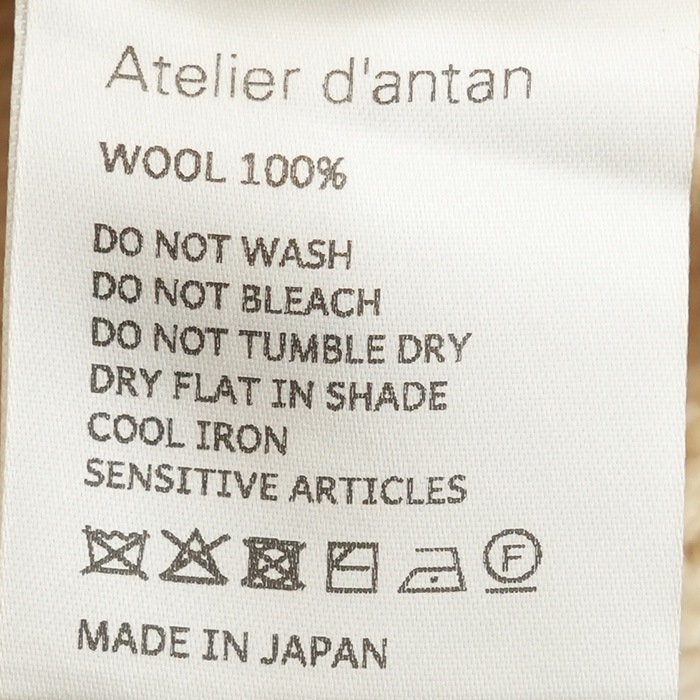 Atelier d'antan
WOOL 100%
DO NOT WASH
DO NOT BLEACH
DO NOT TUMBLE DRY
DRY FLAT IN SHADE
COOL IRON
SENSITIVE ARTICLES
F
MADE IN JAPAN